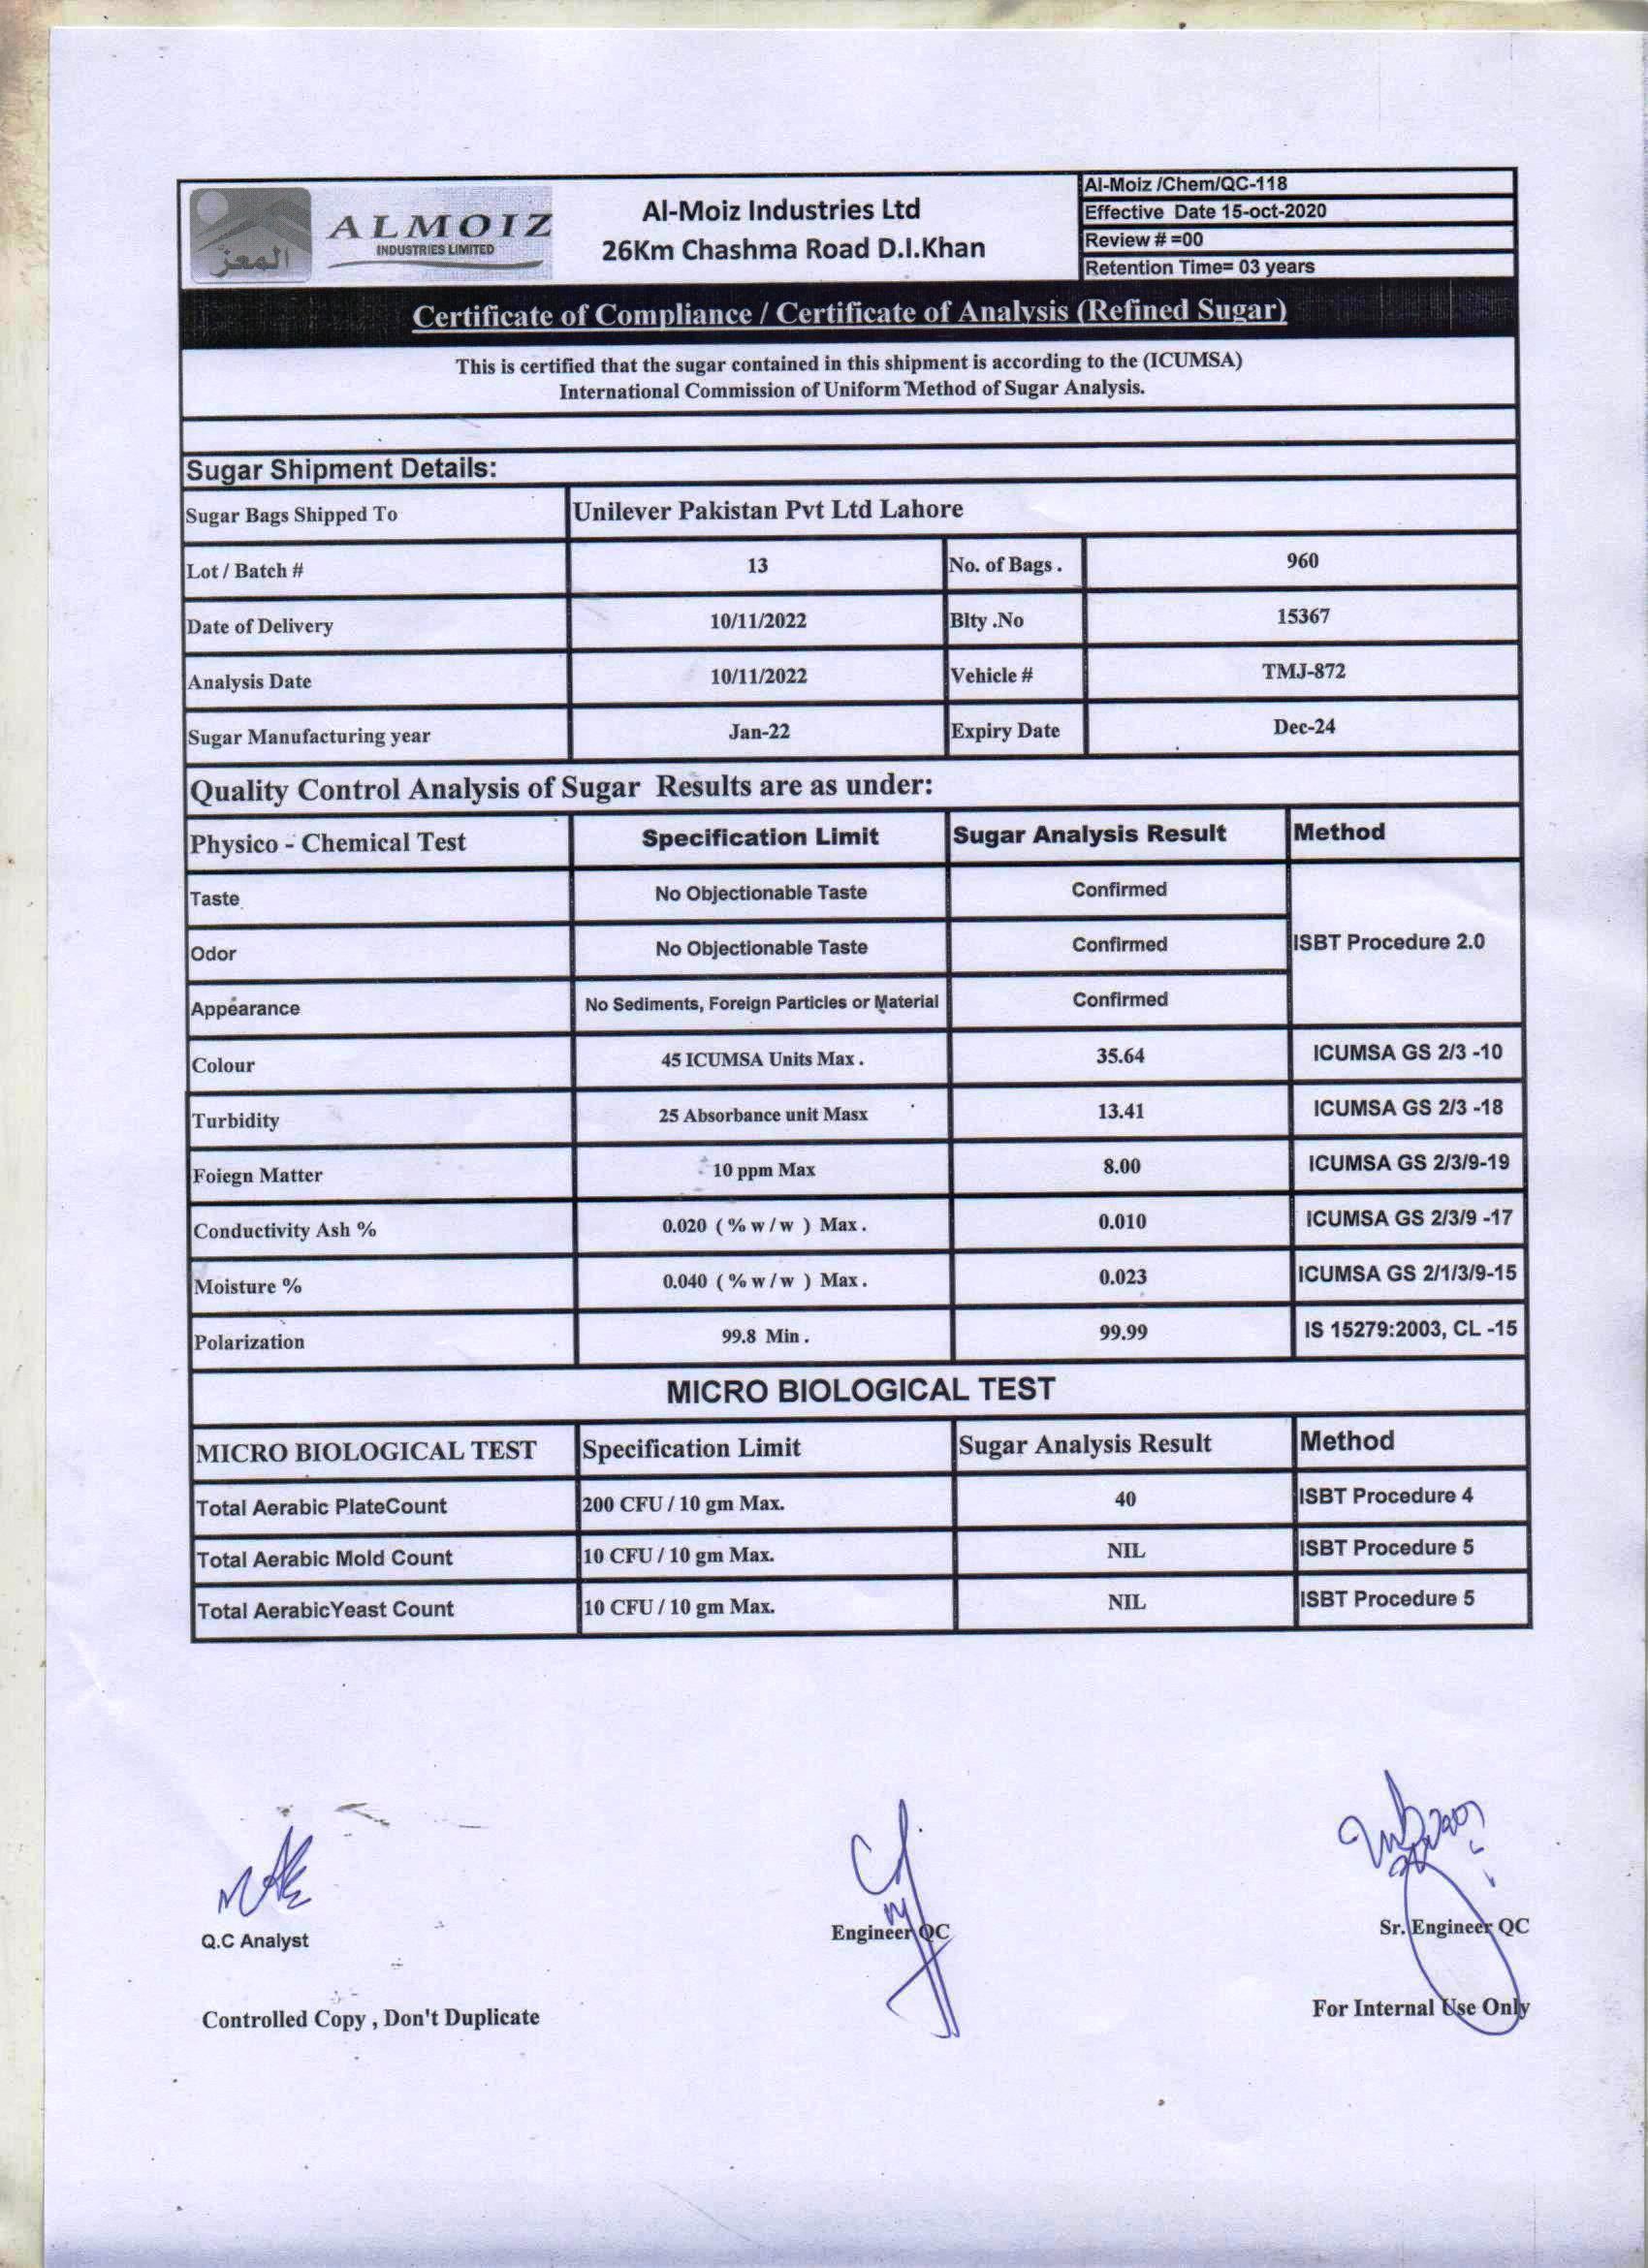 المعز
ALMOIZ
INDUSTRIES LIMITED
Al-Moiz Industries Ltd
26Km Chashma Road D.I.Khan
Al-Moiz /Chem/QC-118
Effective Date 15-oct-2020
Review # =00
Retention Time= 03 years
Certificate of Compliance / Certificate of Analysis (Refined Sugar)
This is certified that the sugar contained in this shipment is according to the (ICUMSA)
International Commission of Uniform Method of Sugar Analysis.
Sugar Shipment Details:
Sugar Bags Shipped To Unilever Pakistan Pvt Ltd Lahore
Lot / Batch # 13 No. of Bags . 960
Date of Delivery 10/11/2022 Blty .No 15367
Analysis Date 10/11/2022 Vehicle # TMJ-872
Sugar Manufacturing year Jan-22 Expiry Date Dec-24
Quality Control Analysis of Sugar Results are as under:
Physico - Chemical Test Specification Limit Sugar Analysis Result Method
Taste No Objectionable Taste Confirmed
Odor No Objectionable Taste Confirmed ISBT Procedure 2.0
Appearance No Sediments, Foreign Particles or Material Confirmed
Colour 45 ICUMSA Units Max . 35.64 ICUMSA GS 2/3 -10
Turbidity 25 Absorbance unit Masx 13.41 ICUMSA GS 2/3 -18
Foiegn Matter 10 ppm Max 8.00 ICUMSA GS 2/3/9-19
Conductivity Ash % 0.020 ( % w / w ) Max . 0.010 ICUMSA GS 2/3/9 -17
Moisture % 0.040 ( % w / w ) Max . 0.023 ICUMSA GS 2/1/3/9-15
Polarization 99.8 Min . 99.99 IS 15279:2003, CL -15
MICRO BIOLOGICAL TEST
MICRO BIOLOGICAL TEST Specification Limit Sugar Analysis Result Method
Total Aerabic PlateCount 200 CFU / 10 gm Max. 40 ISBT Procedure 4
Total Aerabic Mold Count 10 CFU / 10 gm Max. NIL ISBT Procedure 5
Total AerabicYeast Count 10 CFU / 10 gm Max. NIL ISBT Procedure 5
Q.C Analyst Engineer QC Sr. Engineer QC
Controlled Copy , Don't Duplicate For Internal Use Only